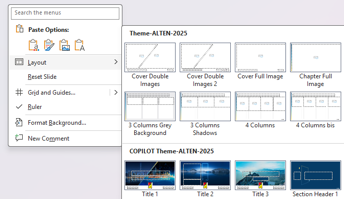 Search the menus
Paste Options:
Layout
Reset Slide
Grid and Guides...
Ruler
Format Background...
New Comment
Theme-ALTEN-2025
Cover Double Images
Cover Double Images 2
Cover Full Image
Chapter Full Image
3 Columns Grey Background
3 Columns Shadows
4 Columns
4 Columns bis
COPILOT Theme-ALTEN-2025
Title 1
Title 2
Title 3
Section Header 1